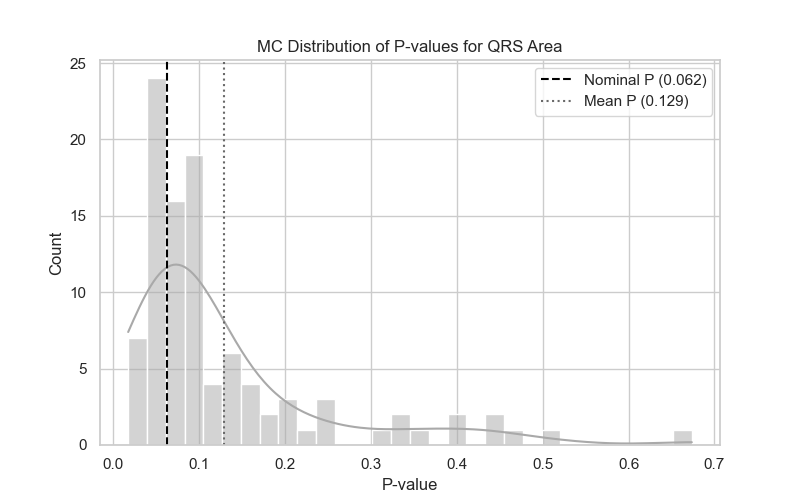 MC Distribution of P-values for QRS Area
Nominal P (0.062)
Mean P (0.129)
25
20
15
10
5
0
Count
0.0 0.1 0.2 0.3 0.4 0.5 0.6 0.7
P-value